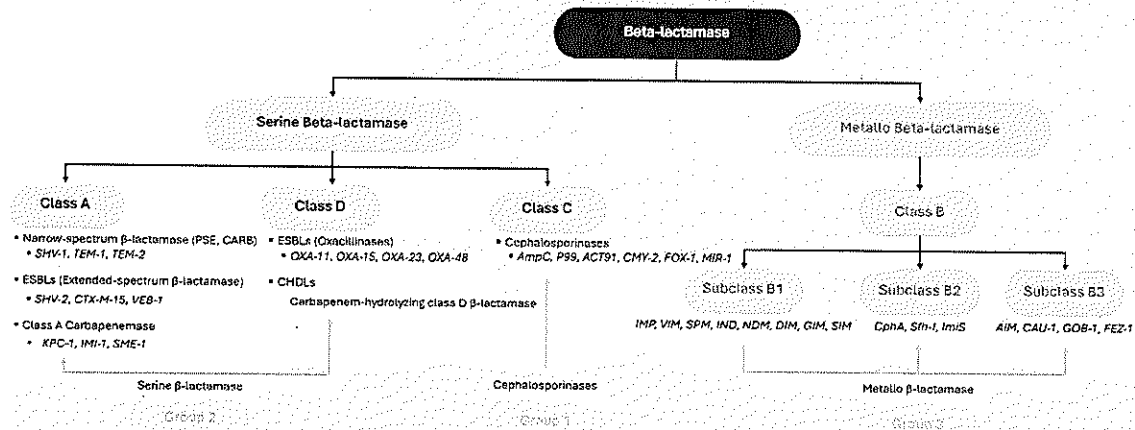 Beta-lactamase
Serine Beta-lactamase
Metallo Beta-lactamase
Class A
Class D
Class C
Class B
• Narrow-spectrum β-lactamase (PSE, CARB)
• SHV-1, TEM-1, TEM-2
• ESBLs (Extended-spectrum β-lactamase)
• SHV-2, CTX-M-15, VEB-1
• Class A Carbapenemase
• KPC-1, IMI-1, SME-1
• ESBLs (Oxacillinases)
• OXA-11, OXA-15, OXA-23, OXA-48
• CHDLs
Carbapenem-hydrolyzing class D β-lactamase
• Cephalosporinases
• AmpC, P99, ACT91, CMY-2, FOX-1, MIR-1
Subclass B1
Subclass B2
Subclass B3
IMP, VIM, SPM, IND, NDM, DIM, GIM, SIM
CphA, Sfh-I, ImiS
AIM, CAU-1, GOB-1, FEZ-1
Serine β-lactamase
Cephalosporinases
Metallo β-lactamase
Group 2
Group 1
Group 3